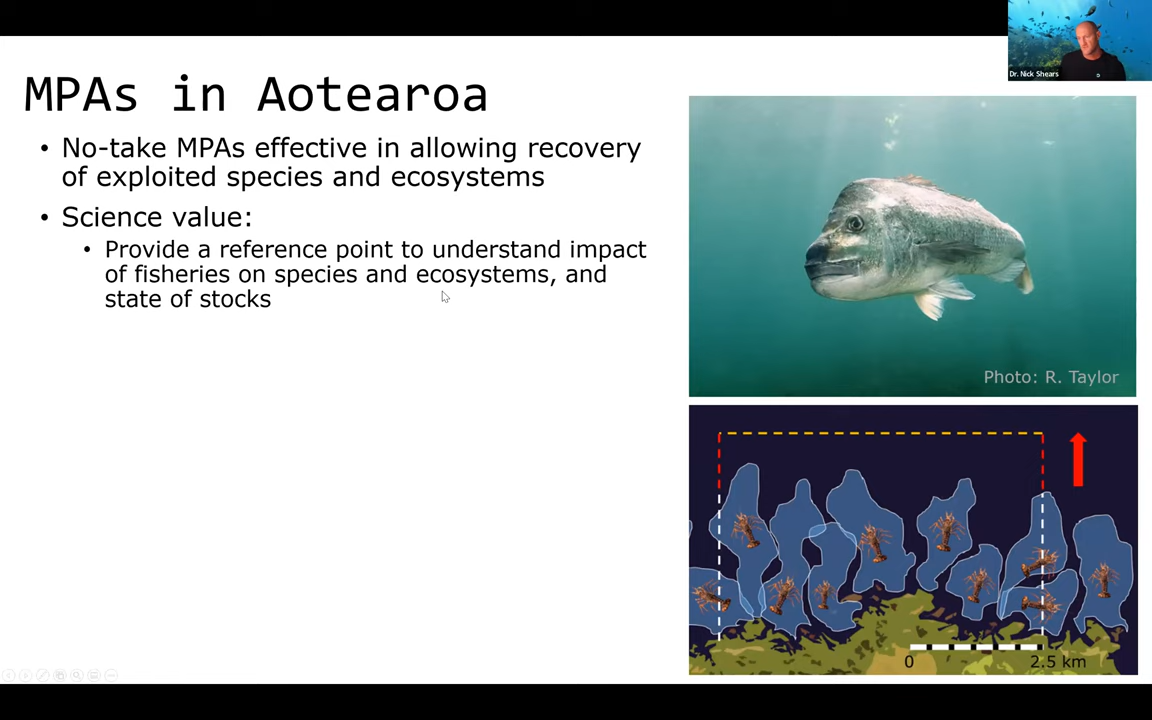 Dr. Nick Shears
MPAs in Aotearoa
• No-take MPAs effective in allowing recovery
of exploited species and ecosystems
• Science value:
• Provide a reference point to understand impact
of fisheries on species and ecosystems, and
state of stocks
Photo: R. Taylor
0 2.5 km